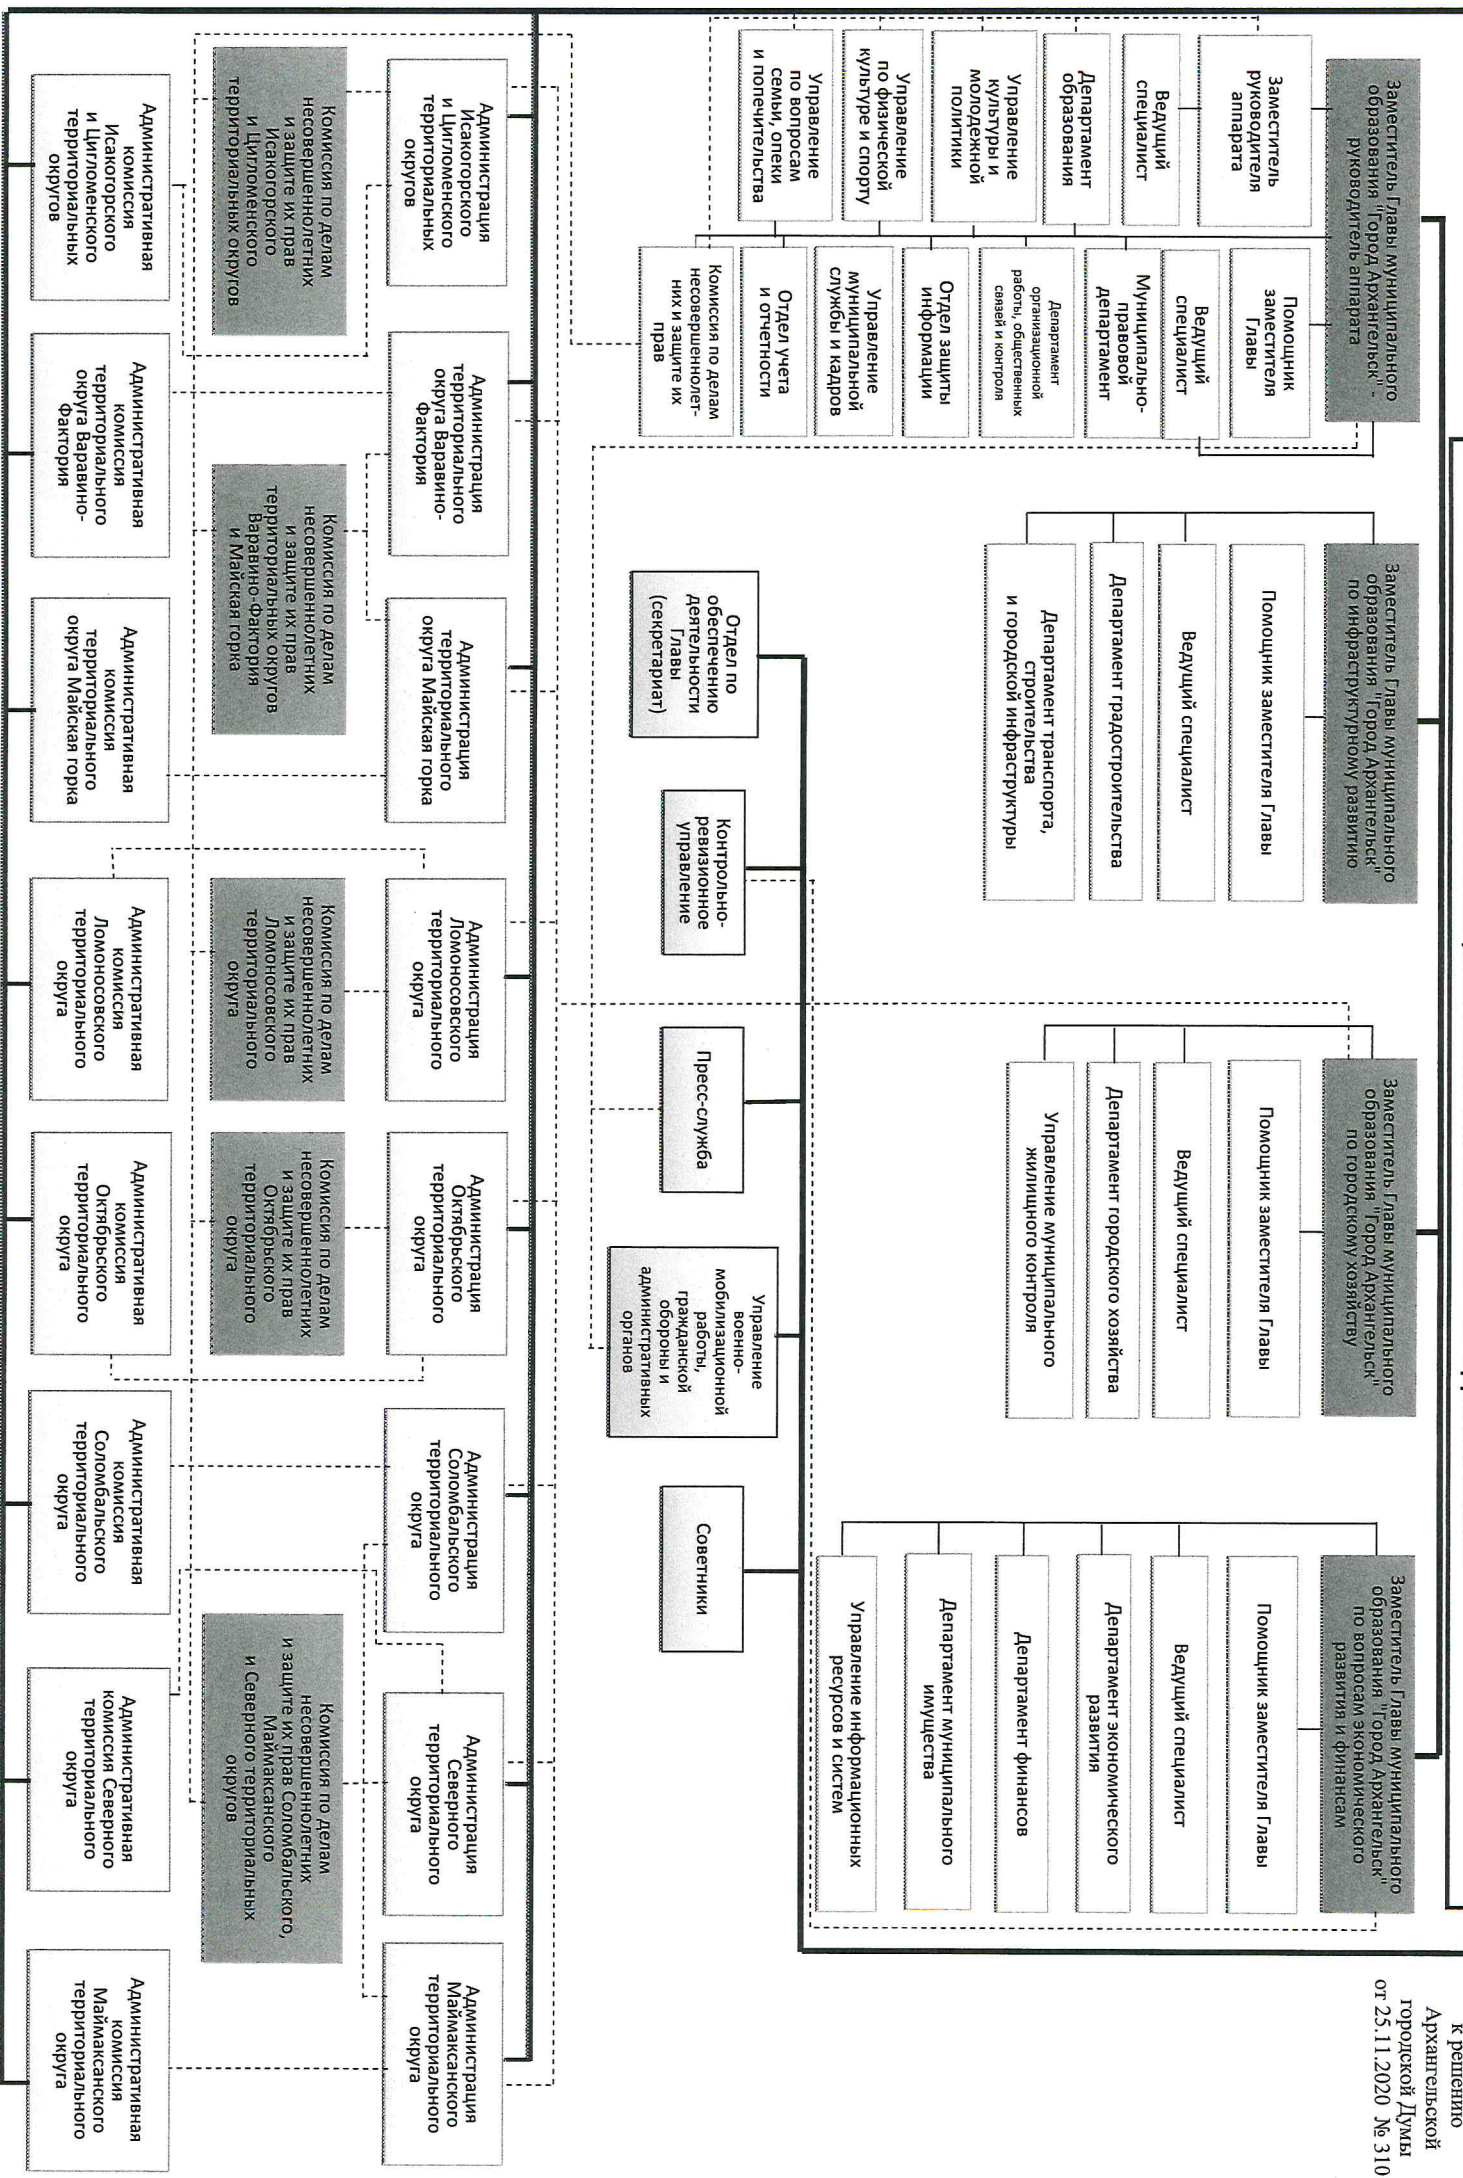 к решению
Архангельской
городской Думы
от 25.11.2020 № 310
Заместитель Главы муниципального
образования "Город Архангельск" -
руководитель аппарата
Заместитель
руководителя
аппарата
Помощник
заместителя
Главы
Ведущий
специалист
Ведущий
специалист
Департамент
образования
Муниципально-
правовой
департамент
Управление
культуры и
молодежной
политики
Департамент
организационной
работы, общественных
связей и контроля
Управление
по физической
культуре и спорту
Отдел защиты
информации
Управление
по вопросам
семьи, опеки
и попечительства
Управление
муниципальной
службы и кадров
Отдел учета
и отчетности
Комиссия по делам
несовершеннолет-
них и защите их
прав
Заместитель Главы муниципального
образования "Город Архангельск"
по инфраструктурному развитию
Помощник заместителя Главы
Ведущий специалист
Департамент градостроительства
Департамент транспорта,
строительства
и городской инфраструктуры
Заместитель Главы муниципального
образования "Город Архангельск"
по городскому хозяйству
Помощник заместителя Главы
Ведущий специалист
Департамент городского хозяйства
Управление муниципального
жилищного контроля
Заместитель Главы муниципального
образования "Город Архангельск"
по вопросам экономического
развития и финансам
Помощник заместителя Главы
Ведущий специалист
Департамент экономического
развития
Департамент финансов
Департамент муниципального
имущества
Управление информационных
ресурсов и систем
Отдел по
обеспечению
деятельности
Главы
(секретариат)
Контрольно-
ревизионное
управление
Пресс-служба
Управление
военно-
мобилизационной
работы,
гражданской
обороны и
административных
органов
Советники
Администрация
Исакогорского
и Цигломенского
территориальных
округов
Администрация
территориального
округа Варавино-
Фактория
Администрация
территориального
округа Майская горка
Администрация
Ломоносовского
территориального
округа
Администрация
Октябрьского
территориального
округа
Администрация
Соломбальского
территориального
округа
Администрация
Северного
территориального
округа
Администрация
Маймаксанского
территориального
округа
Комиссия по делам
несовершеннолетних
и защите их прав
Исакогорского
и Цигломенского
территориальных округов
Комиссия по делам
несовершеннолетних
и защите их прав
территориальных округов
Варавино-Фактория
и Майская горка
Комиссия по делам
несовершеннолетних
и защите их прав
Ломоносовского
территориального
округа
Комиссия по делам
несовершеннолетних
и защите их прав
Октябрьского
территориального
округа
Комиссия по делам
несовершеннолетних
и защите их прав Соломбальского,
Маймаксанского
и Северного территориальных
округов
Административная
комиссия
Исакогорского
и Цигломенского
территориальных
округов
Административная
комиссия
территориального
округа Варавино-
Фактория
Административная
комиссия
территориального
округа Майская горка
Административная
комиссия
Ломоносовского
территориального
округа
Административная
комиссия
Октябрьского
территориального
округа
Административная
комиссия
Соломбальского
территориального
округа
Административная
комиссия Северного
территориального
округа
Административная
комиссия
Маймаксанского
территориального
округа